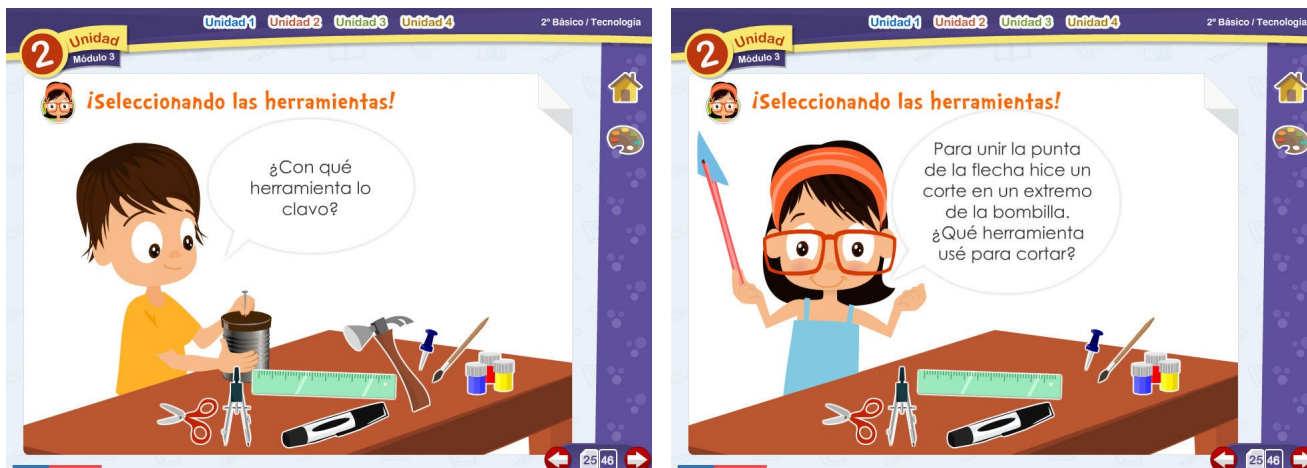 Unidad 1 Unidad 2 Unidad 3 Unidad 4
2º Básico / Tecnología
2 Unidad
Módulo 3
¡Seleccionando las herramientas!
¿Con qué
herramienta lo
clavo?
25 46
Unidad 1 Unidad 2 Unidad 3 Unidad 4
2º Básico / Tecnología
2 Unidad
Módulo 3
¡Seleccionando las herramientas!
Para unir la punta
de la flecha hice un
corte en un extremo
de la bombilla.
¿Qué herramienta
usé para cortar?
25 46